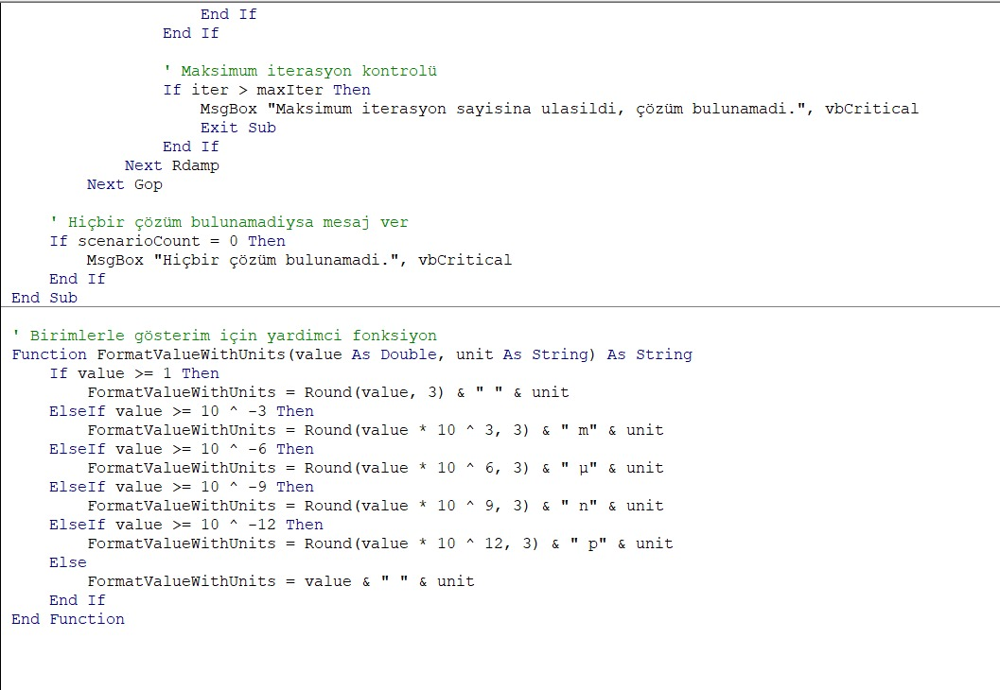 End If
End If
' Maksimum iterasyon kontrolü
If iter > maxIter Then
MsgBox "Maksimum iterasyon sayisina ulasildi, çözüm bulunamadi.", vbCritical
Exit Sub
End If
Next Rdamp
Next Gop
' Hiçbir çözüm bulunamadiysa mesaj ver
If scenarioCount = 0 Then
MsgBox "Hiçbir çözüm bulunamadi.", vbCritical
End If
End Sub
' Birimlerle gösterim için yardimci fonksiyon
Function FormatValueWithUnits(value As Double, unit As String) As String
If value >= 1 Then
FormatValueWithUnits = Round(value, 3) & " " & unit
ElseIf value >= 10 ^ -3 Then
FormatValueWithUnits = Round(value * 10 ^ 3, 3) & " m" & unit
ElseIf value >= 10 ^ -6 Then
FormatValueWithUnits = Round(value * 10 ^ 6, 3) & " µ" & unit
ElseIf value >= 10 ^ -9 Then
FormatValueWithUnits = Round(value * 10 ^ 9, 3) & " n" & unit
ElseIf value >= 10 ^ -12 Then
FormatValueWithUnits = Round(value * 10 ^ 12, 3) & " p" & unit
Else
FormatValueWithUnits = value & " " & unit
End If
End Function